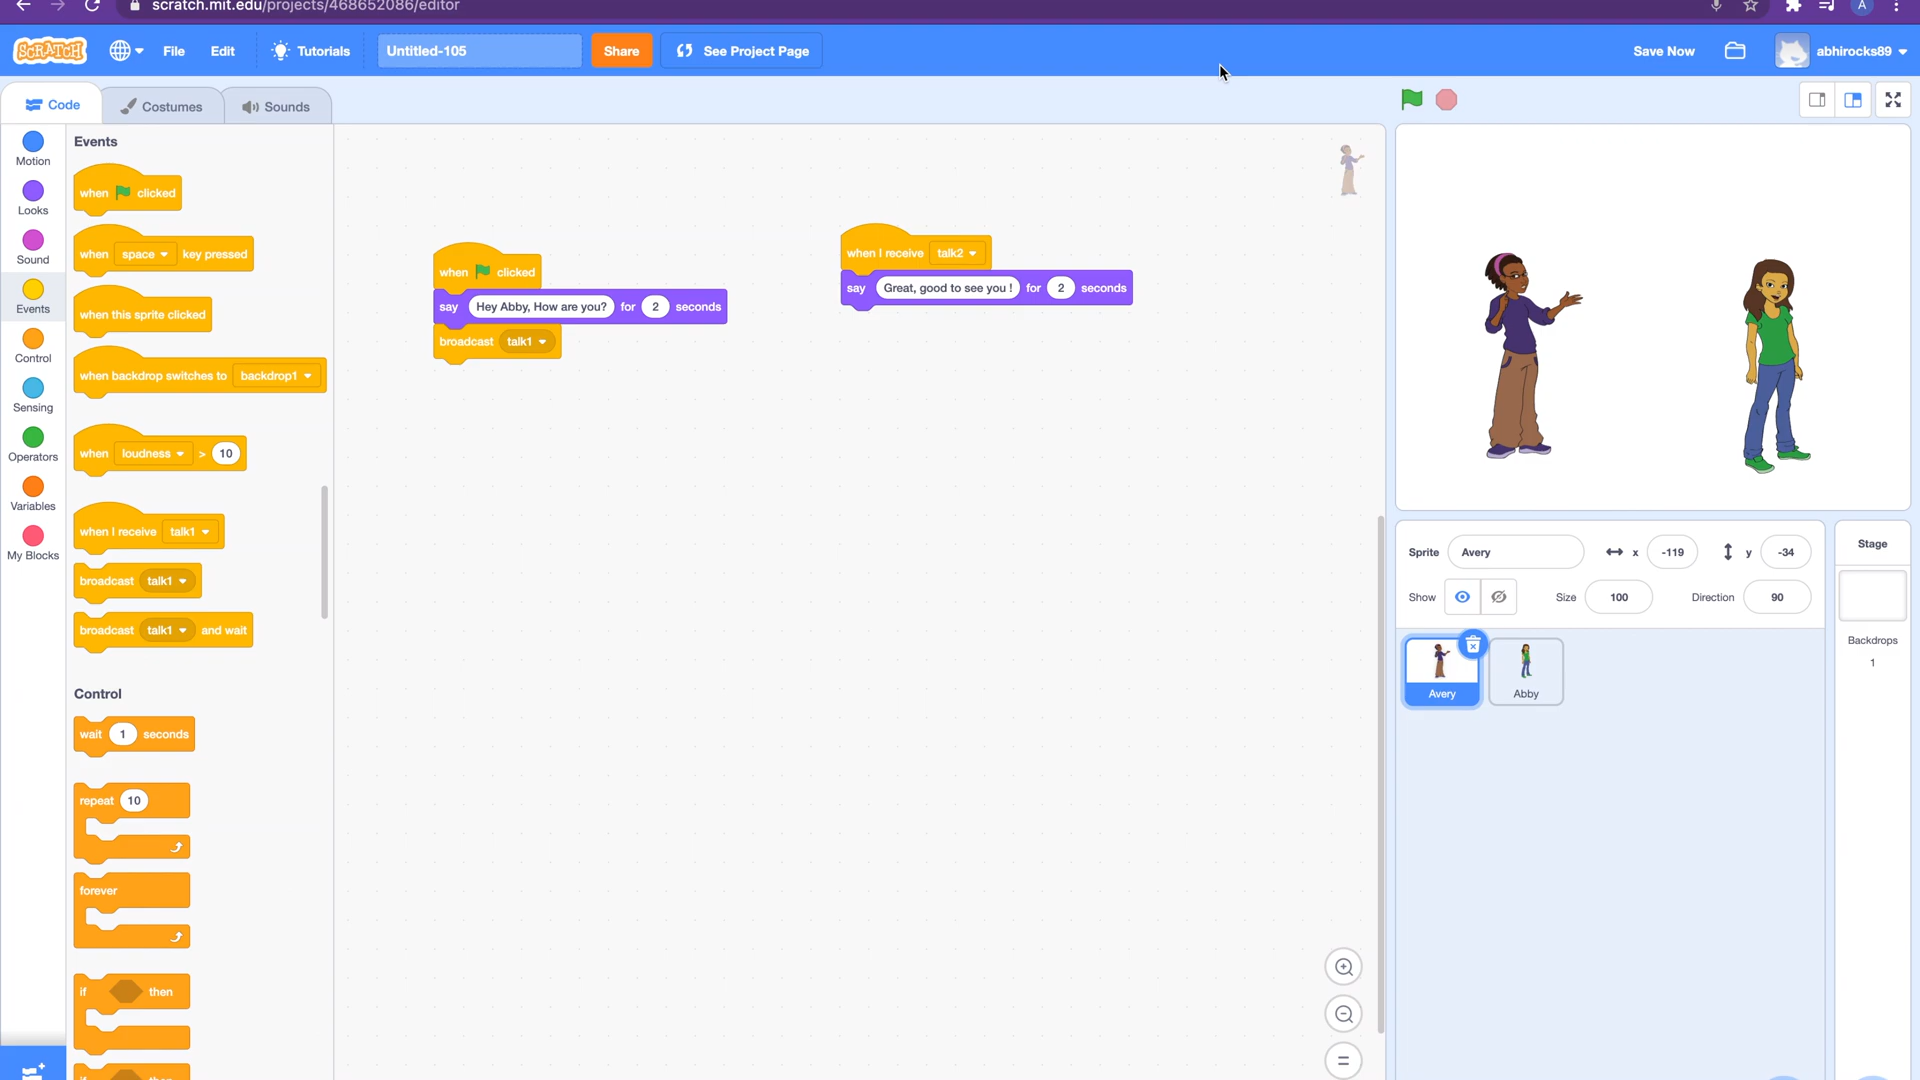 scratch.mit.edu/projects/468652086/editor
A
SCRATCH
File
Edit
Tutorials
Untitled-105
Share
See Project Page
Save Now
abhirocks89
Code
Costumes
Sounds
Motion
Looks
Sound
Events
Control
Sensing
Operators
Variables
My Blocks
Events
when clicked
when space key pressed
when this sprite clicked
when backdrop switches to backdrop1
when loudness > 10
when I receive talk1
broadcast talk1
broadcast talk1 and wait
Control
wait 1 seconds
repeat 10
forever
if then
when clicked
say Hey Abby, How are you? for 2 seconds
broadcast talk1
when I receive talk2
say Great, good to see you ! for 2 seconds
Sprite Avery x -119 y -34
Show Size 100 Direction 90
Avery
Abby
Stage
Backdrops
1